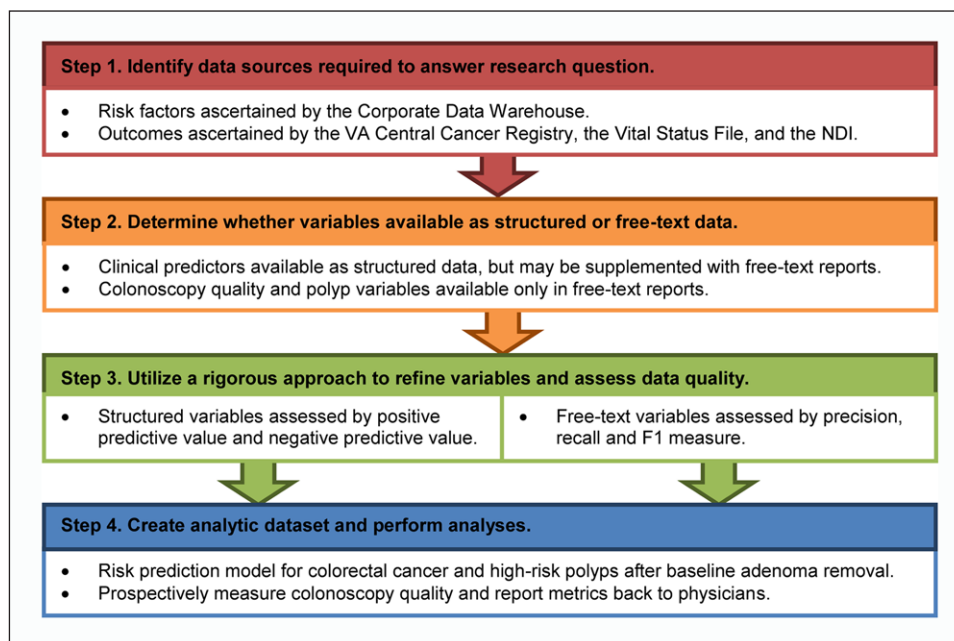 Step 1. Identify data sources required to answer research question.
• Risk factors ascertained by the Corporate Data Warehouse.
• Outcomes ascertained by the VA Central Cancer Registry, the Vital Status File, and the NDI.
Step 2. Determine whether variables available as structured or free-text data.
• Clinical predictors available as structured data, but may be supplemented with free-text reports.
• Colonoscopy quality and polyp variables available only in free-text reports.
Step 3. Utilize a rigorous approach to refine variables and assess data quality.
• Structured variables assessed by positive
predictive value and negative predictive value.
• Free-text variables assessed by precision,
recall and F1 measure.
Step 4. Create analytic dataset and perform analyses.
• Risk prediction model for colorectal cancer and high-risk polyps after baseline adenoma removal.
• Prospectively measure colonoscopy quality and report metrics back to physicians.